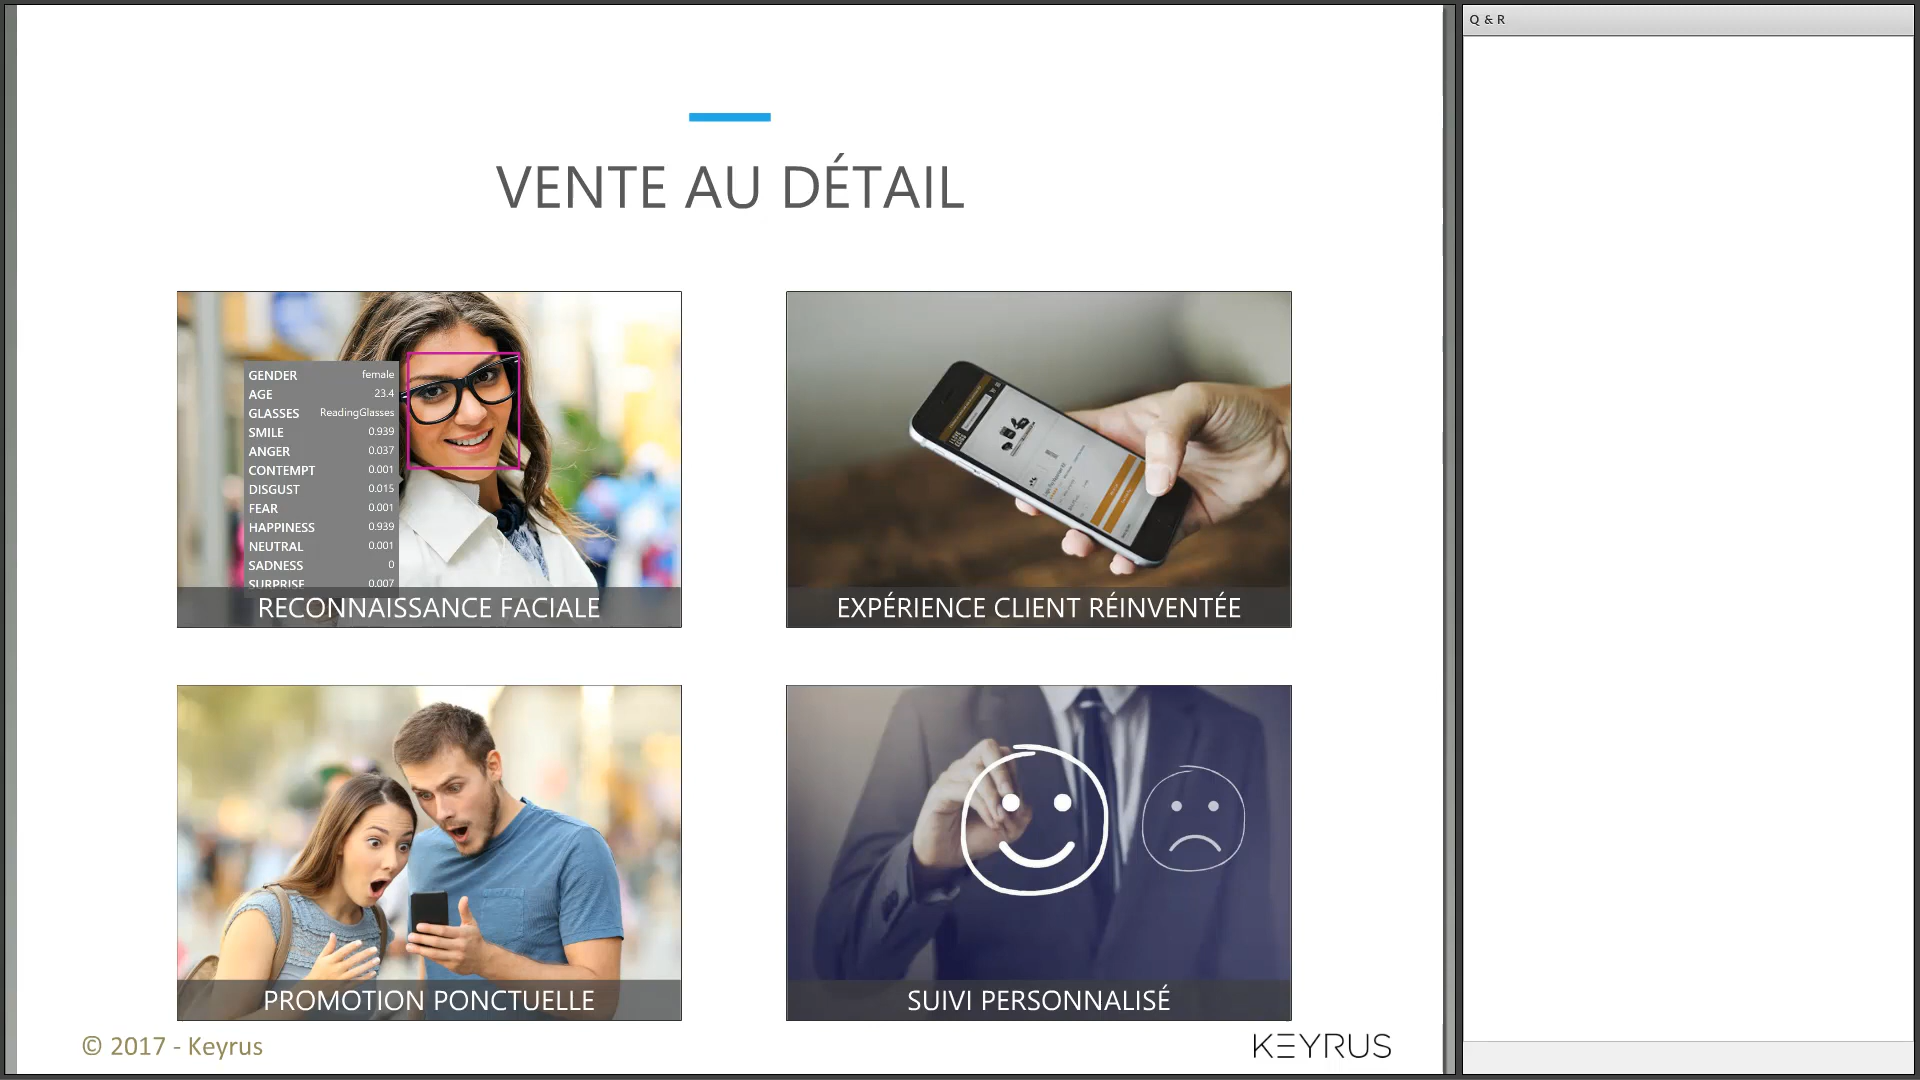 Q & R
VENTE AU DÉTAIL
GENDER female
AGE 23.4
GLASSES ReadingGlasses
SMILE 0.939
ANGER 0.037
CONTEMPT 0.001
DISGUST 0.015
FEAR 0.001
HAPPINESS 0.939
NEUTRAL 0.001
SADNESS 0
SURPRISE 0.007
RECONNAISSANCE FACIALE
EXPÉRIENCE CLIENT RÉINVENTÉE
PROMOTION PONCTUELLE
SUIVI PERSONNALISÉ
© 2017 - Keyrus
KEYRUS